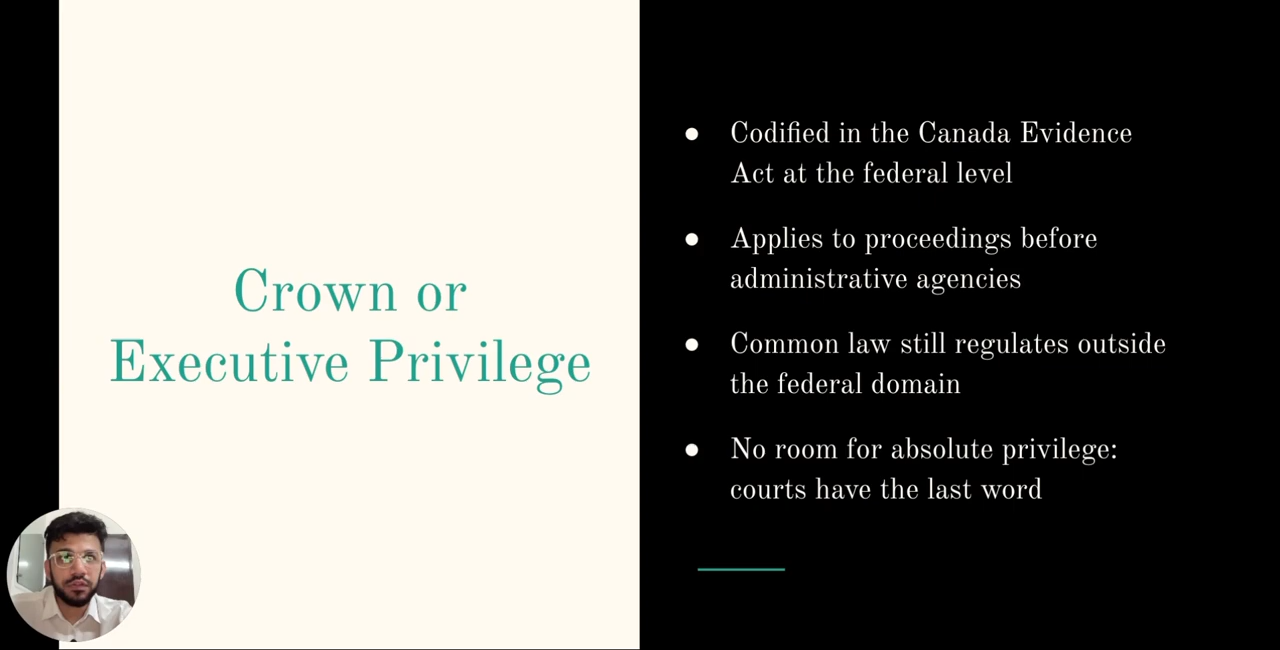 Crown or
Executive Privilege
● Codified in the Canada Evidence
Act at the federal level
● Applies to proceedings before
administrative agencies
● Common law still regulates outside
the federal domain
● No room for absolute privilege:
courts have the last word